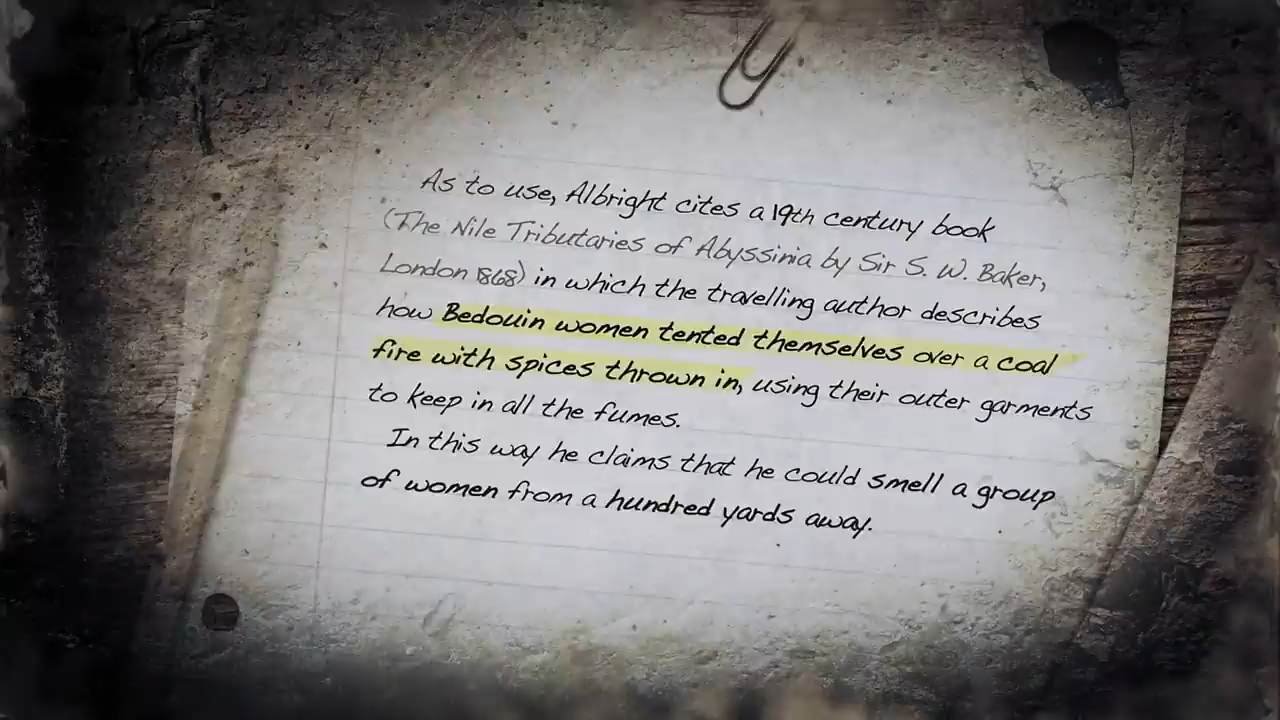 As to use, Albright cites a 19th century book
(The Nile Tributaries of Abyssinia by Sir S. W. Baker,
London 1868) in which the travelling author describes
how Bedouin women tented themselves over a coal
fire with spices thrown in, using their outer garments
to keep in all the fumes.
In this way he claims that he could smell a group
of women from a hundred yards away.